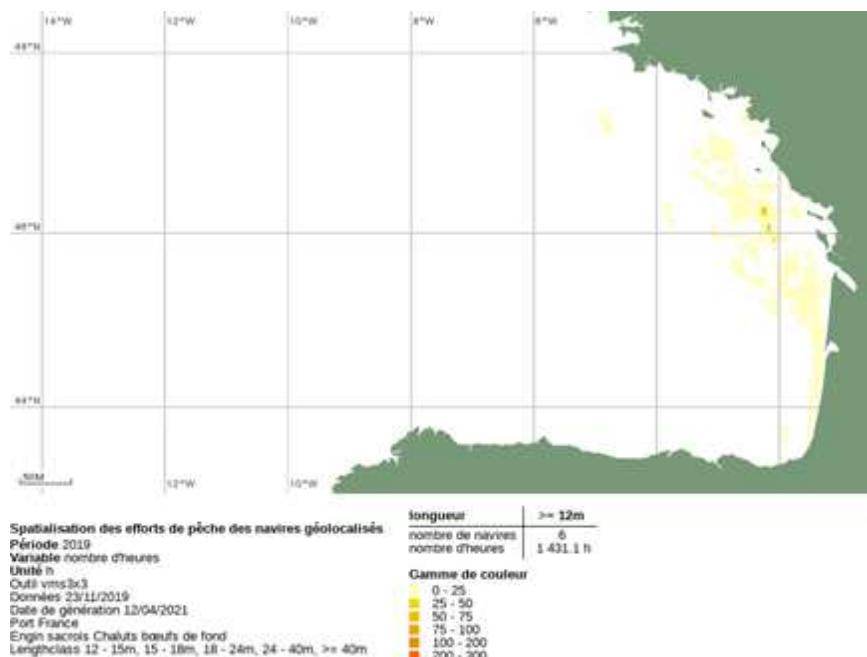 14°W 12°W 10°W 8°W 6°W
48°N
46°N
44°N
50M
12°W 10°W
Spatialisation des efforts de pêche des navires géolocalisés
Période 2019
Variable nombre d'heures
Unité h
Outil vms3x3
Données 23/11/2019
Date de génération 12/04/2021
Port France
Engin sacrois Chaluts bœufs de fond
Lengthclass 12 - 15m, 15 - 18m, 18 - 24m, 24 - 40m, >= 40m
longueur >= 12m
nombre de navires 6
nombre d'heures 1 431.1 h
Gamme de couleur
0 - 25
25 - 50
50 - 75
75 - 100
100 - 200
200 - 300